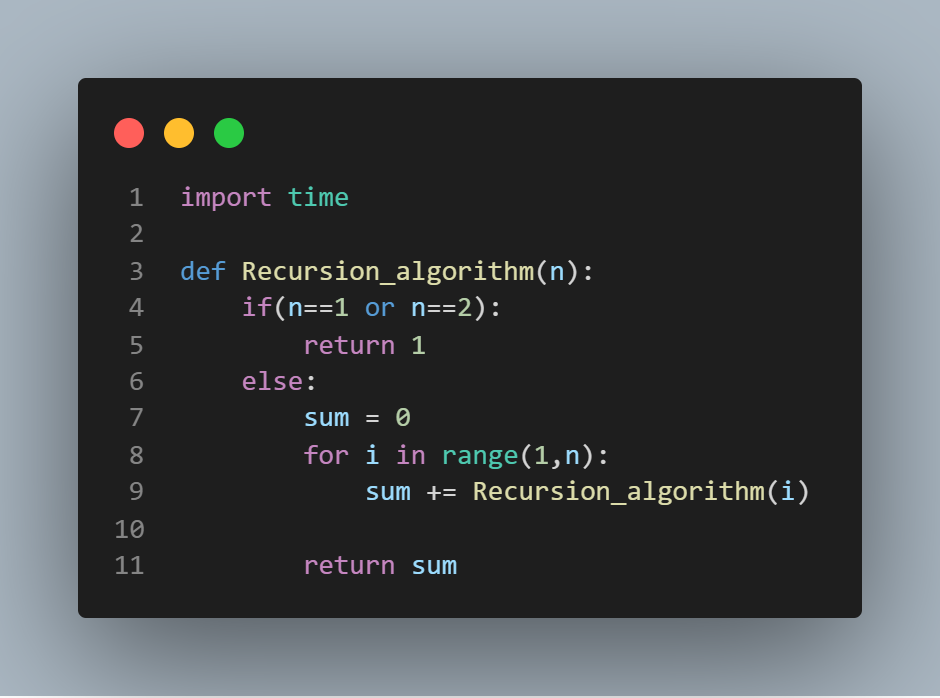 1 import time
2
3 def Recursion_algorithm(n):
4     if(n==1 or n==2):
5         return 1
6     else:
7         sum = 0
8         for i in range(1,n):
9             sum += Recursion_algorithm(i)
10
11         return sum